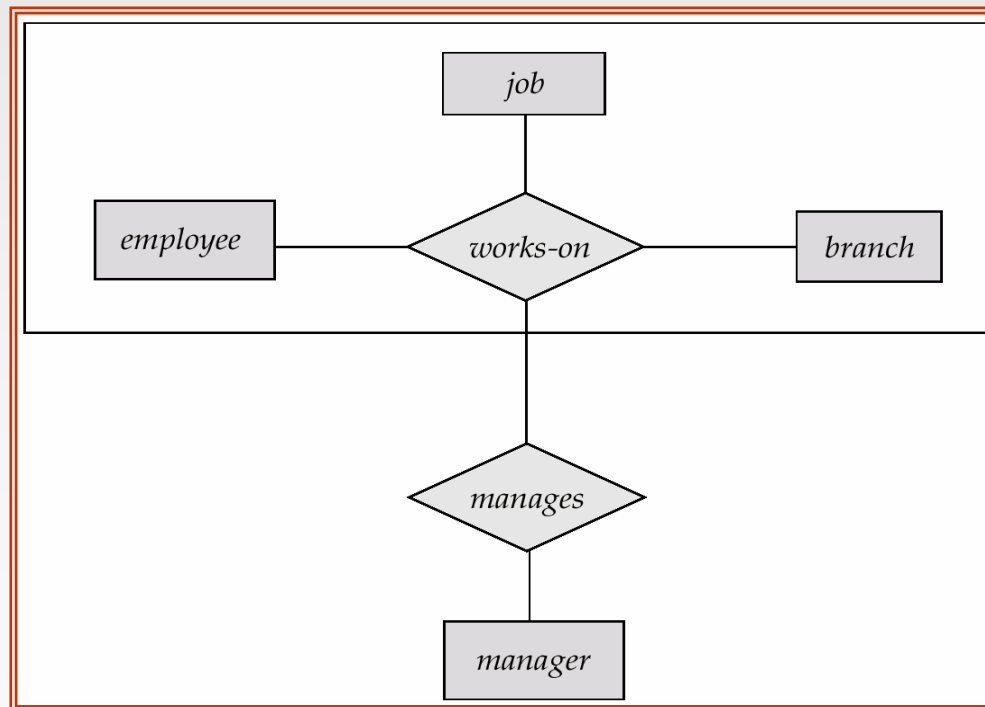 job
employee
works-on
branch
manages
manager